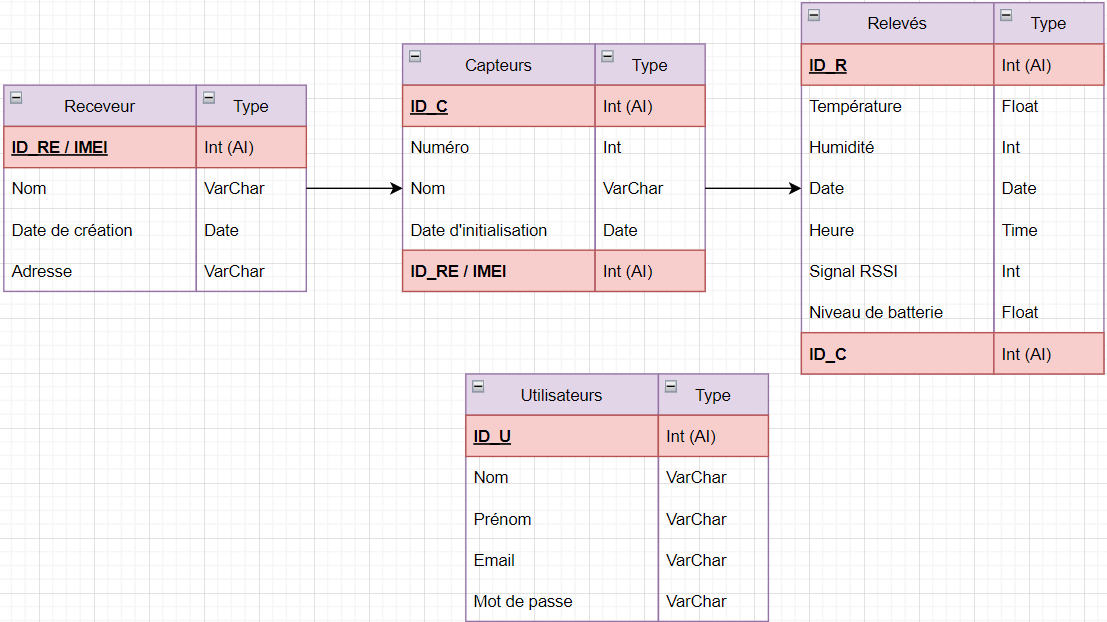 Receveur Type
ID_RE / IMEI Int (AI)
Nom VarChar
Date de création Date
Adresse VarChar
Capteurs Type
ID_C Int (AI)
Numéro Int
Nom VarChar
Date d'initialisation Date
ID_RE / IMEI Int (AI)
Relevés Type
ID_R Int (AI)
Température Float
Humidité Int
Date Date
Heure Time
Signal RSSI Int
Niveau de batterie Float
ID_C Int (AI)
Utilisateurs Type
ID_U Int (AI)
Nom VarChar
Prénom VarChar
Email VarChar
Mot de passe VarChar